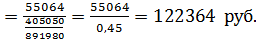 = 55064 / (405050 / 891980) = 55064 / 0,45 = 122364 руб.